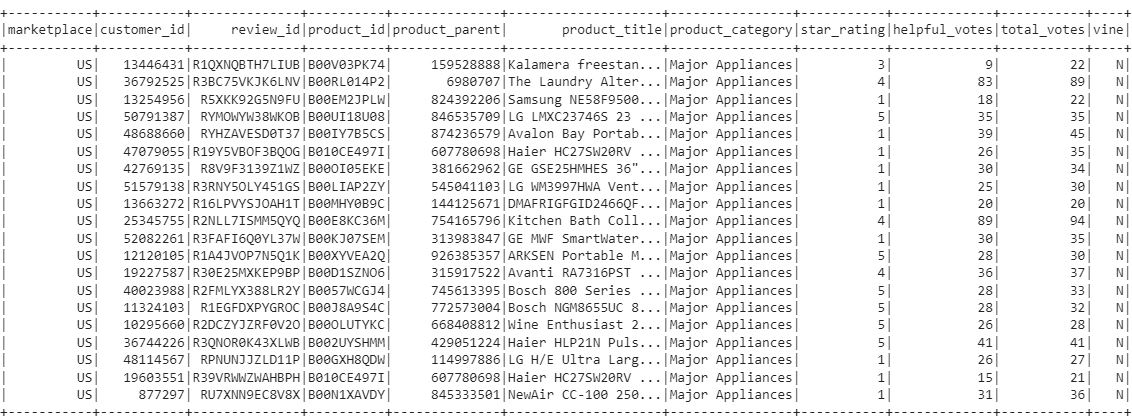 +-----------+-----------+--------------+----------+--------------+--------------------+----------------+-----------+-------------+-----------+----+
|marketplace|customer_id|     review_id|product_id|product_parent|       product_title|product_category|star_rating|helpful_votes|total_votes|vine|
+-----------+-----------+--------------+----------+--------------+--------------------+----------------+-----------+-------------+-----------+----+
|         US|   13446431|R1QXNQBTH7LIUB|B00V03PK74|     159528888|Kalamera freestan...|Major Appliances|          3|            9|         22|   N|
|         US|   36792525|R3BC75VKJK6LNV|B00RL014P2|       6980707|The Laundry Alter...|Major Appliances|          4|           83|         89|   N|
|         US|   13254956| R5XKK92G5N9FU|B00EM2JPLW|     824392206|Samsung NE58F9500...|Major Appliances|          1|           18|         22|   N|
|         US|   50791387| RYMOWYW38WKOB|B00UI18U08|     846535709|LG LMXC23746S 23 ...|Major Appliances|          5|           35|         35|   N|
|         US|   48688660| RYHZAVESD0T37|B00IY7B5CS|     874236579|Avalon Bay Portab...|Major Appliances|          1|           39|         45|   N|
|         US|   47079055|R19Y5VBOF3BQOG|B010CE497I|     607780698|Haier HC27SW20RV ...|Major Appliances|          1|           26|         35|   N|
|         US|   42769135| R8V9F3139Z1WZ|B00OI05EKE|     381662962|GE GSE25HMHES 36"...|Major Appliances|          1|           30|         34|   N|
|         US|   51579138|R3RNY5OLY451GS|B00LIAP2ZY|     545041103|LG WM3997HWA Vent...|Major Appliances|          1|           25|         30|   N|
|         US|   13663272|R16LPVYSJOAH1T|B00MHY0B9C|     144125671|DMAFRIGFGID2466QF...|Major Appliances|          1|           20|         20|   N|
|         US|   25345755|R2NLL7ISMM5QYQ|B00E8KC36M|     754165796|Kitchen Bath Coll...|Major Appliances|          4|           89|         94|   N|
|         US|   52082261|R3FAFI6Q0YL37W|B00KJ07SEM|     313983847|GE MWF SmartWater...|Major Appliances|          1|           30|         35|   N|
|         US|   12120105|R1A4JVOP7N5Q1K|B00XYVEA2Q|     926385357|ARKSEN Portable M...|Major Appliances|          5|           28|         30|   N|
|         US|   19227587|R30E25MXKEP9BP|B00D1SZNO6|     315917522|Avanti RA7316PST ...|Major Appliances|          4|           36|         37|   N|
|         US|   40023988|R2FMLYX388LR2Y|B0057WCGJ4|     745613395|Bosch 800 Series ...|Major Appliances|          5|           28|         33|   N|
|         US|   11324103| R1EGFDXPYGROC|B00J8A9S4C|     772573004|Bosch NGM8655UC 8...|Major Appliances|          5|           28|         32|   N|
|         US|   10295660|R2DCZYJZRF0V2O|B00OLUTYKC|     668408812|Wine Enthusiast 2...|Major Appliances|          5|           26|         28|   N|
|         US|   36744226|R3QNOR0K43XLWB|B002UYSHMM|     429051224|Haier HLP21N Puls...|Major Appliances|          5|           41|         41|   N|
|         US|   48114567| RPNUNJJZLD11P|B00GXH8QDW|     114997886|LG H/E Ultra Larg...|Major Appliances|          1|           26|         27|   N|
|         US|   19603551|R39VRWWZWAHBPH|B010CE497I|     607780698|Haier HC27SW20RV ...|Major Appliances|          1|           15|         21|   N|
|         US|     877297| RU7XNN9EC8V8X|B00N1XAVDY|     845333501|NewAir CC-100 250...|Major Appliances|          5|           31|         36|   N|
+-----------+-----------+--------------+----------+--------------+--------------------+----------------+-----------+-------------+-----------+----+